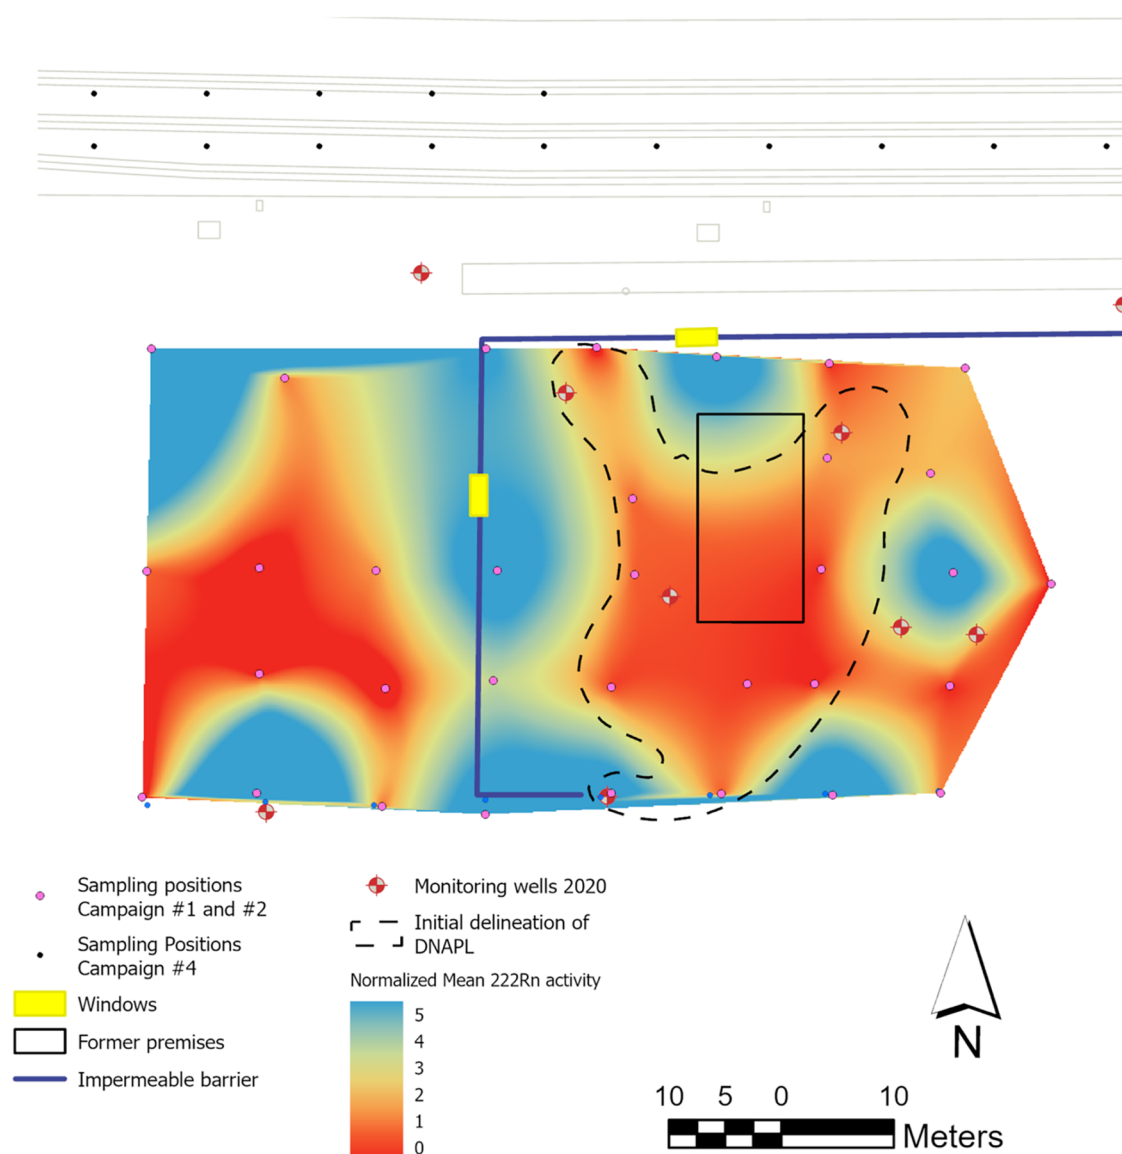 Sampling positions
Campaign #1 and #2
Sampling Positions
Campaign #4
Windows
Former premises
Impermeable barrier
Monitoring wells 2020
Initial delineation of
DNAPL
Normalized Mean 222Rn activity
5
4
3
2
1
0
N
10 5 0 10
Meters